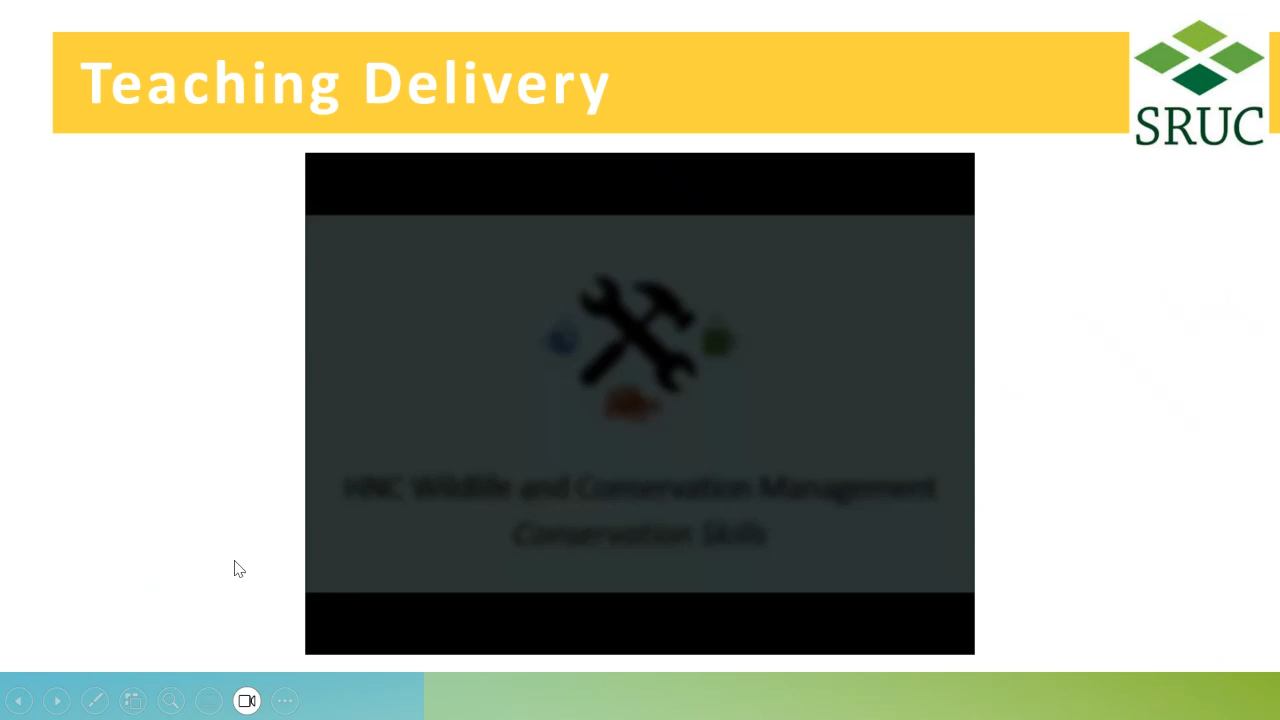 Teaching Delivery
SRUC
HNC Wildlife and Conservation Management
Conservation Skills